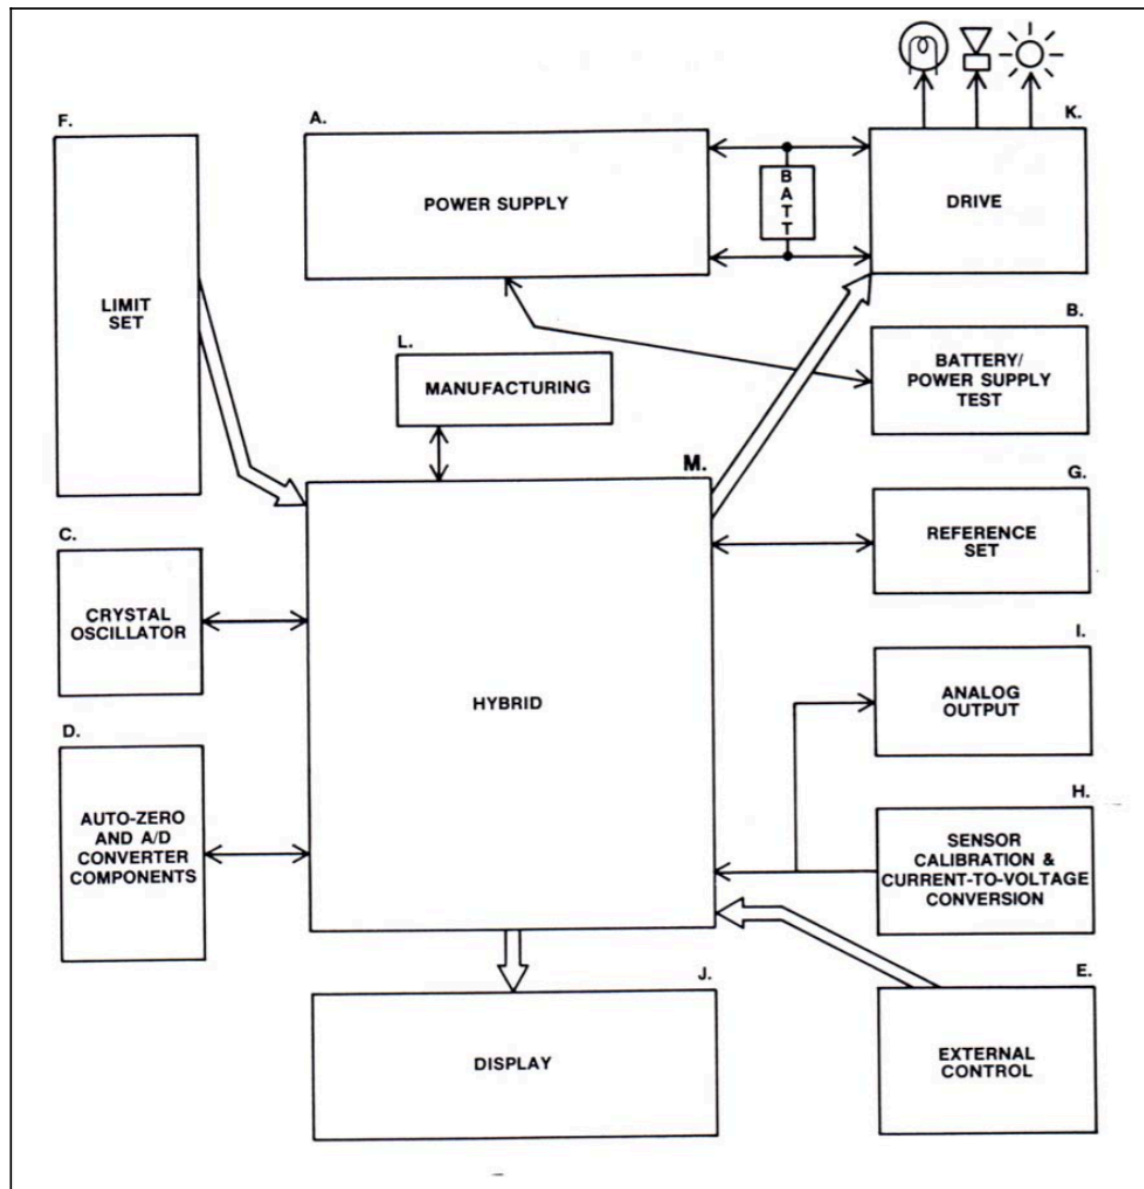 F.
LIMIT
SET
A.
POWER SUPPLY
BATT
K.
DRIVE
B.
BATTERY/
POWER SUPPLY
TEST
L.
MANUFACTURING
M.
HYBRID
G.
REFERENCE
SET
C.
CRYSTAL
OSCILLATOR
I.
ANALOG
OUTPUT
D.
AUTO-ZERO
AND A/D
CONVERTER
COMPONENTS
H.
SENSOR
CALIBRATION &
CURRENT-TO-VOLTAGE
CONVERSION
J.
DISPLAY
E.
EXTERNAL
CONTROL